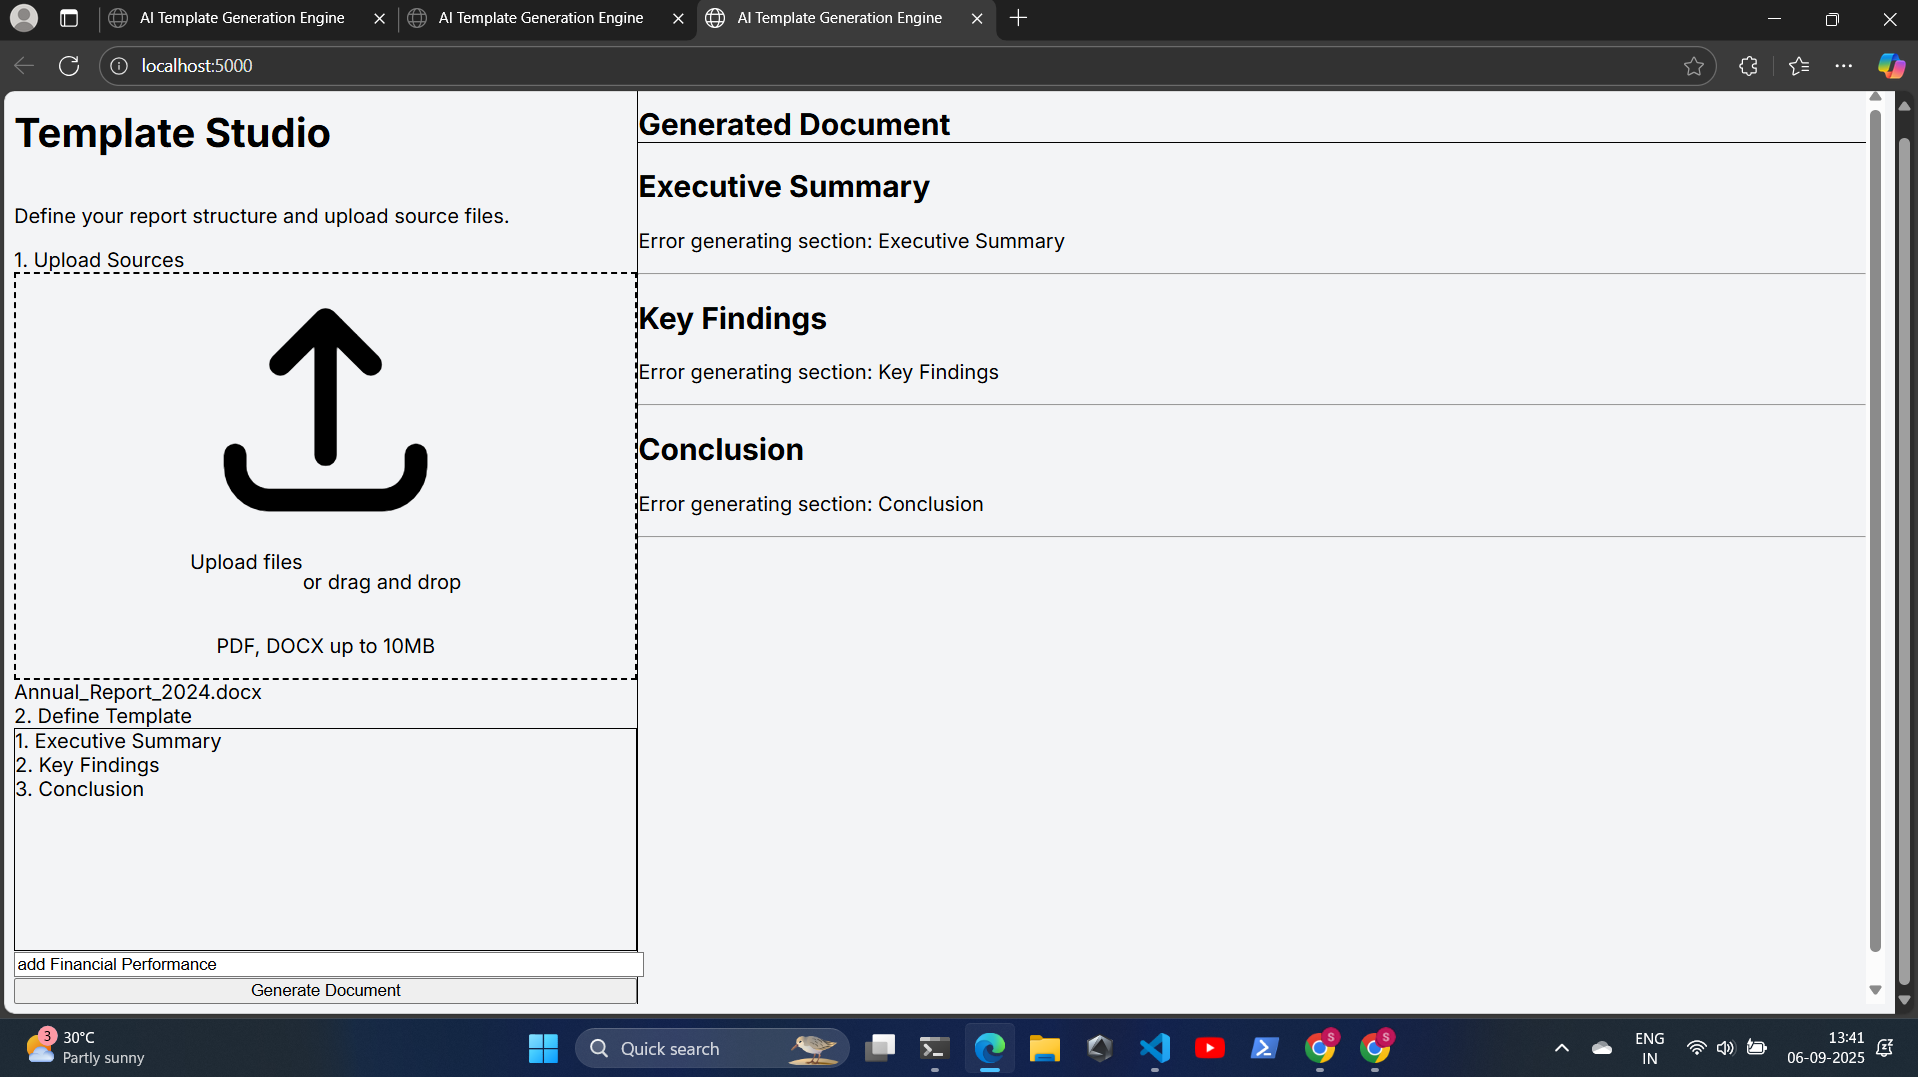 AI Template Generation Engine
AI Template Generation Engine
AI Template Generation Engine
localhost:5000
Template Studio
Define your report structure and upload source files.
1. Upload Sources
Upload files
or drag and drop
PDF, DOCX up to 10MB
Annual_Report_2024.docx
2. Define Template
1. Executive Summary
2. Key Findings
3. Conclusion
add Financial Performance
Generate Document
Generated Document
Executive Summary
Error generating section: Executive Summary
Key Findings
Error generating section: Key Findings
Conclusion
Error generating section: Conclusion
3
30°C
Partly sunny
Quick search
S
S
ENG
IN
13:41
06-09-2025